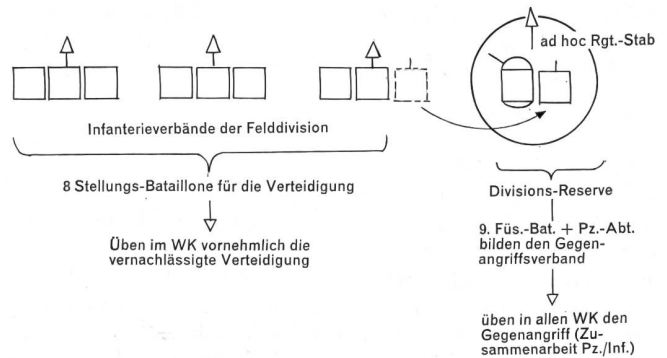 ad hoc Rgt.-Stab
Infanterieverbände der Felddivision
8 Stellungs-Bataillone für die Verteidigung
Üben im WK vornehmlich die
vernachlässigte Verteidigung
Divisions-Reserve
9. Füs.-Bat. + Pz.-Abt.
bilden den Gegen-
angriffsverband
üben in allen WK den
Gegenangriff (Zu-
sammenarbeit Pz./Inf.)